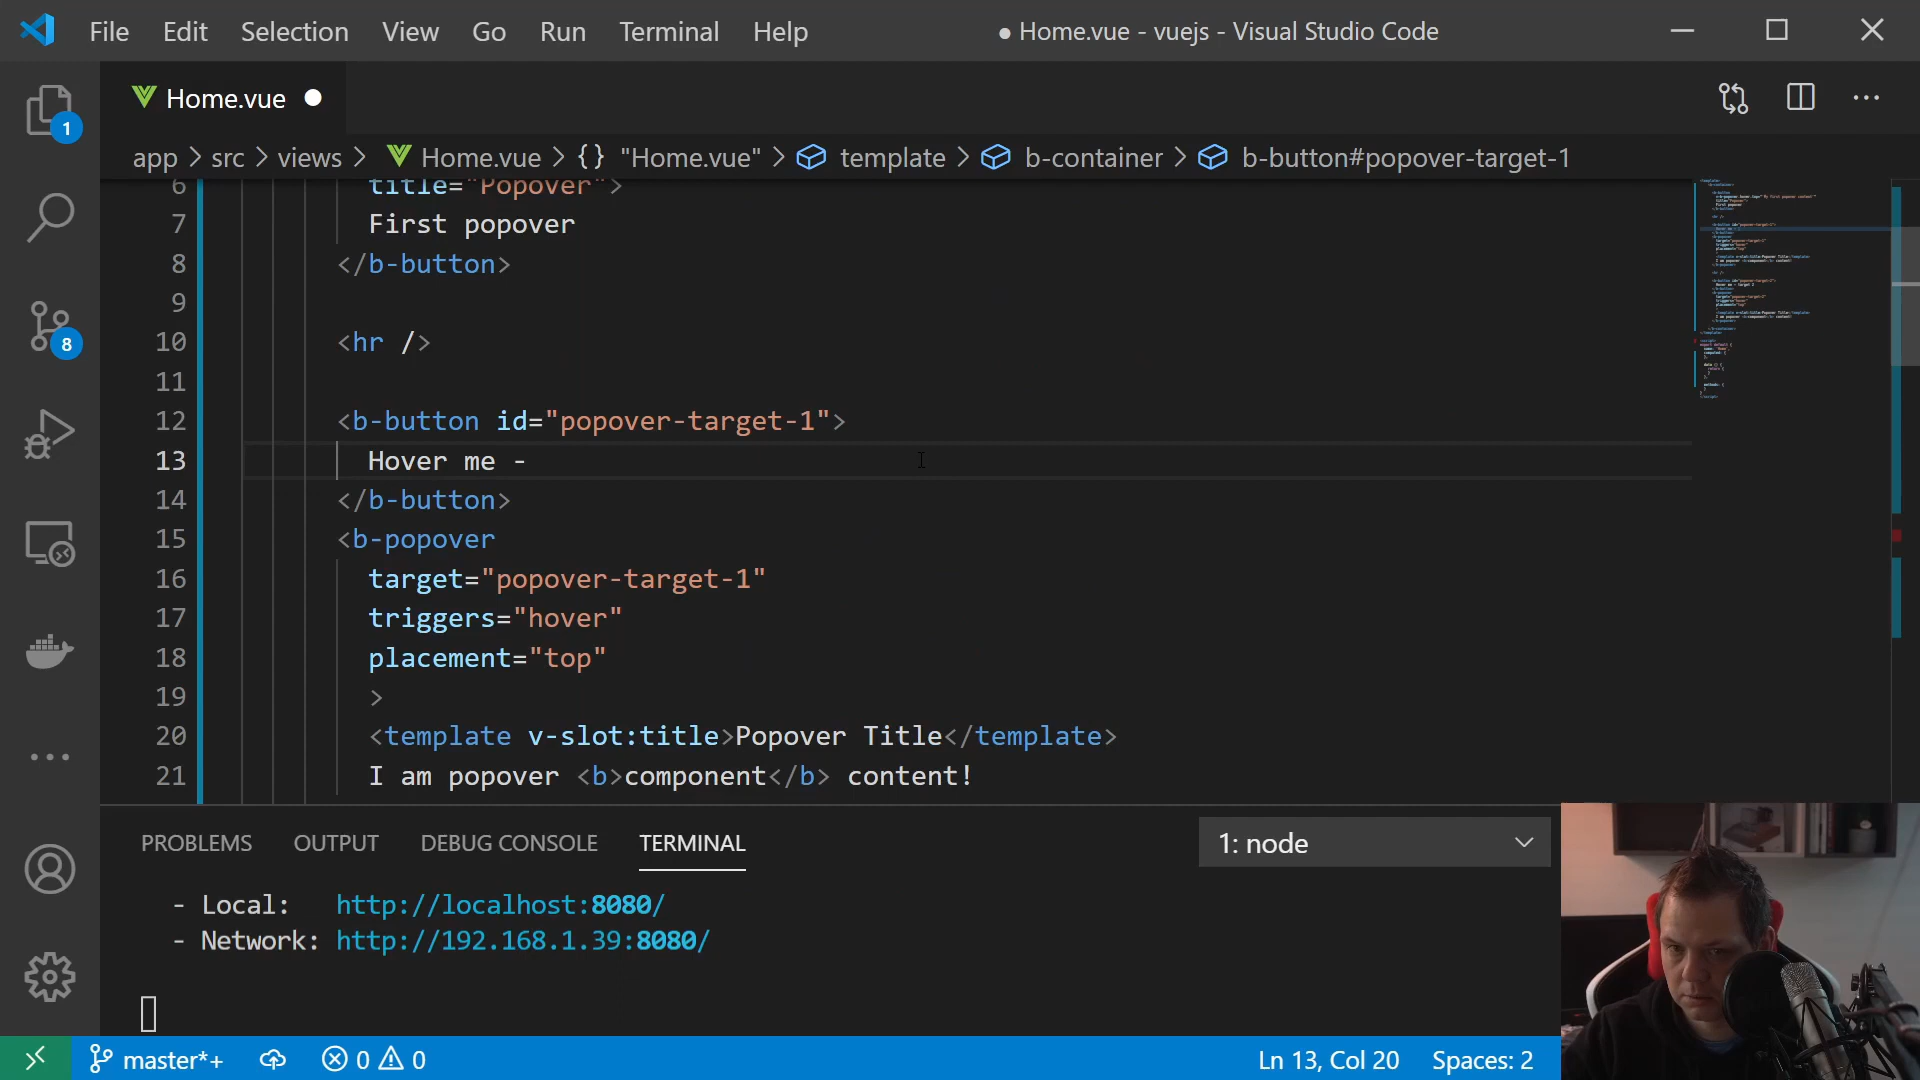 File Edit Selection View Go Run Terminal Help ● Home.vue - vuejs - Visual Studio Code
Home.vue
app > src > views > Home.vue > {} "Home.vue" > template > b-container > b-button#popover-target-1
6 title="Popover">
7 First popover
8 </b-button>
9
10 <hr />
11
12 <b-button id="popover-target-1">
13 Hover me -
14 </b-button>
15 <b-popover
16 target="popover-target-1"
17 triggers="hover"
18 placement="top"
19 >
20 <template v-slot:title>Popover Title</template>
21 I am popover <b>component</b> content!
1
8
PROBLEMS OUTPUT DEBUG CONSOLE TERMINAL 1: node
- Local: http://localhost:8080/
- Network: http://192.168.1.39:8080/
master*+ 0 0 Ln 13, Col 20 Spaces: 2